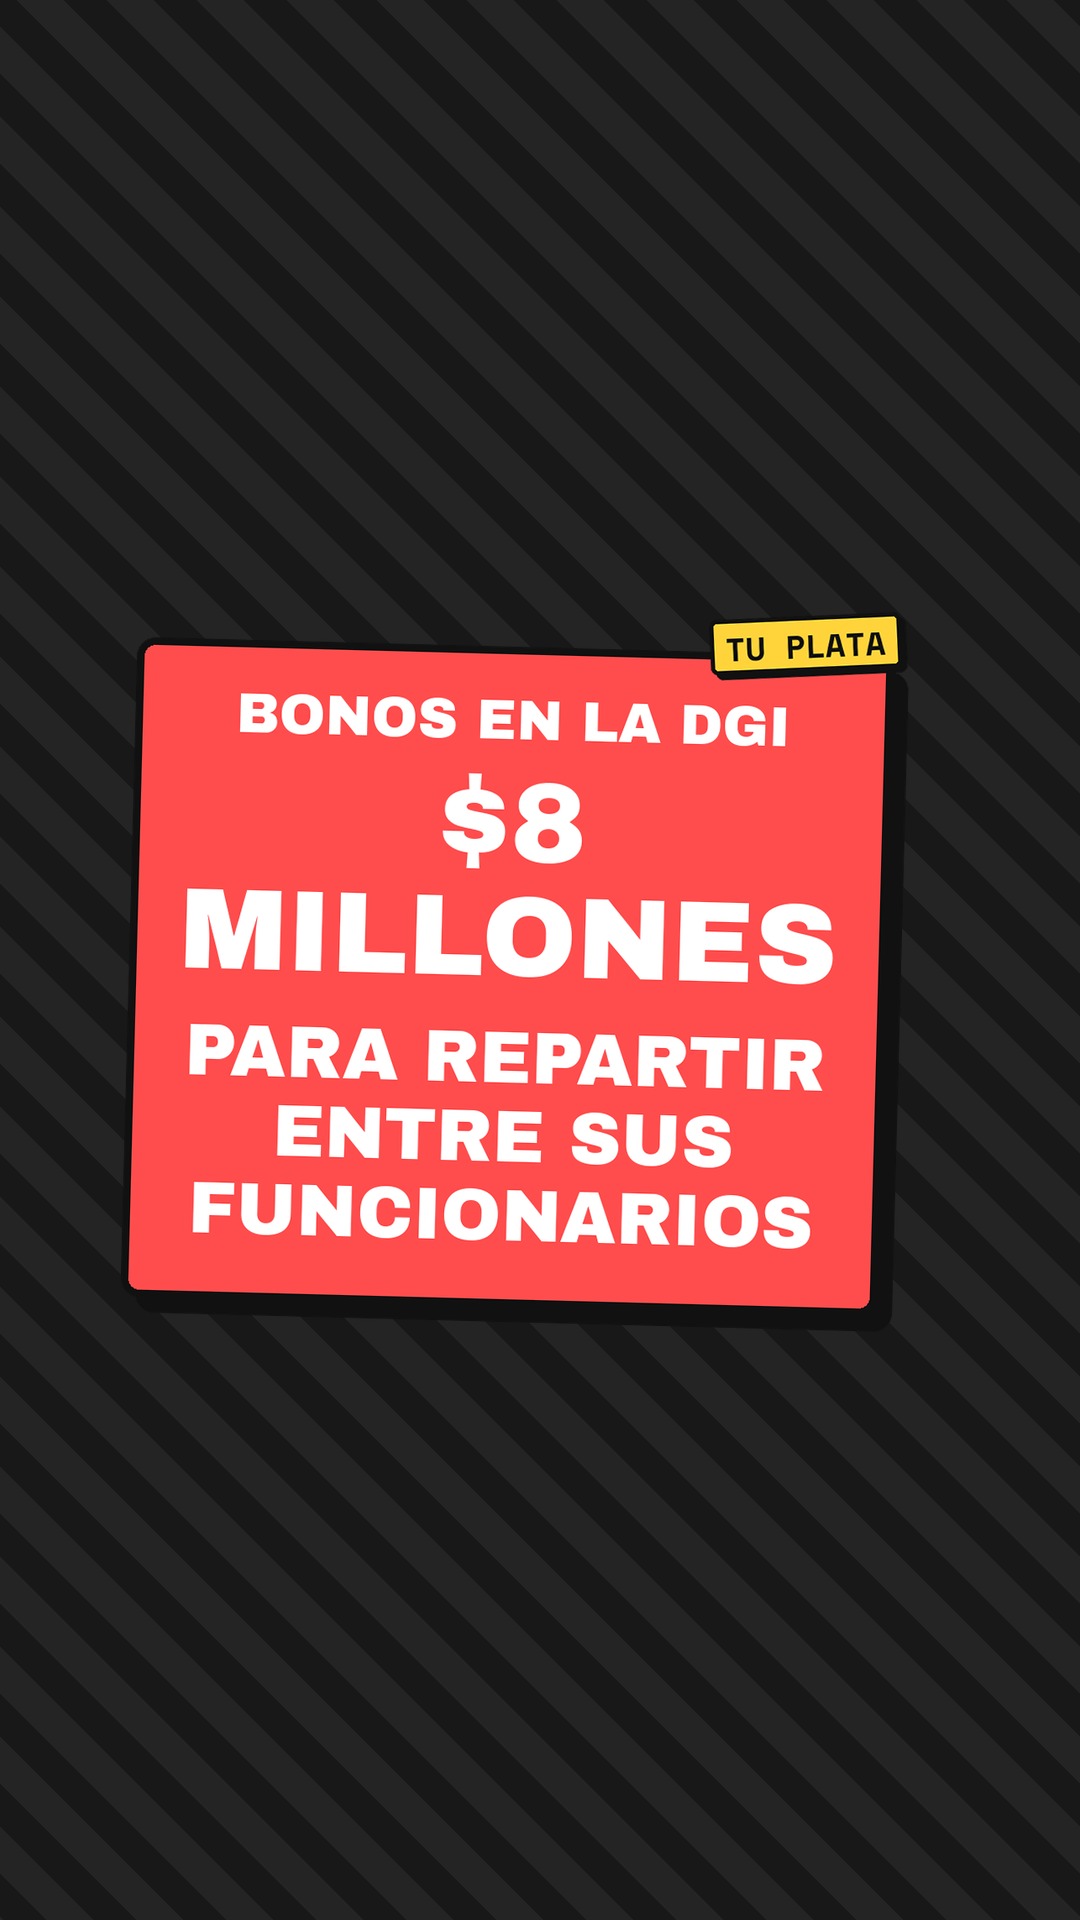 TU PLATA
BONOS EN LA DGI
$8
MILLONES
PARA REPARTIR
ENTRE SUS
FUNCIONARIOS